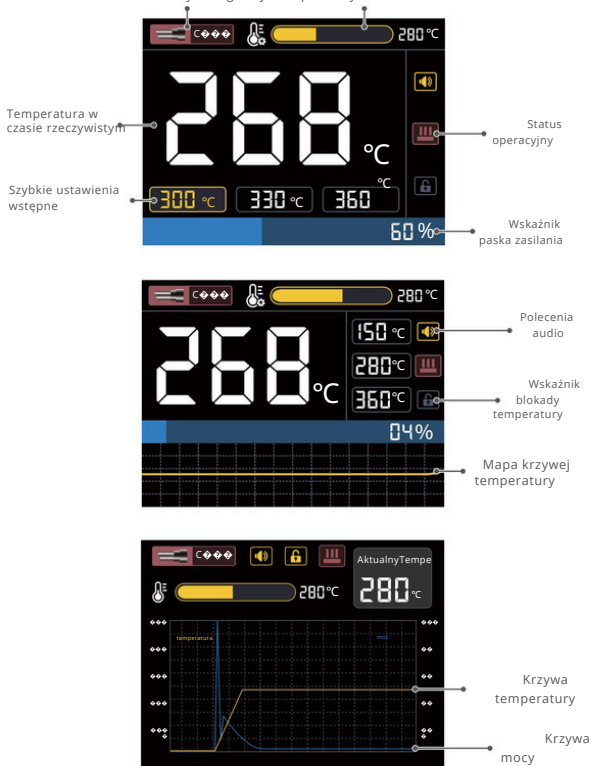 280°C
Temperatura w
czasie rzeczywistym
268 °C
Status
operacyjny
Szybkie ustawienia
wstępne
300 °C 330 °C 360 °C
60 %
Wskaźnik
paska zasilania
280°C
268 °C
150 °C
280°C
360°C
04%
Polecenia
audio
Wskaźnik
blokady
temperatury
Mapa krzywej
temperatury
AktualnyTempe
280°C
280°C
temperatura
moc
Krzywa
temperatury
Krzywa
mocy